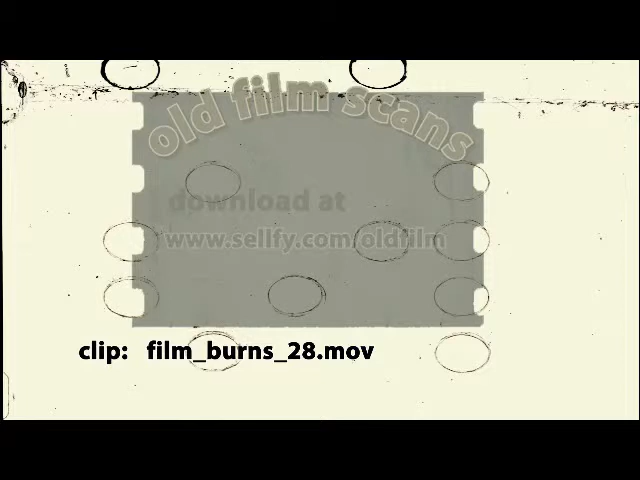 old film scans
download at
www.sellfy.com/oldfilm
clip: film_burns_28.mov